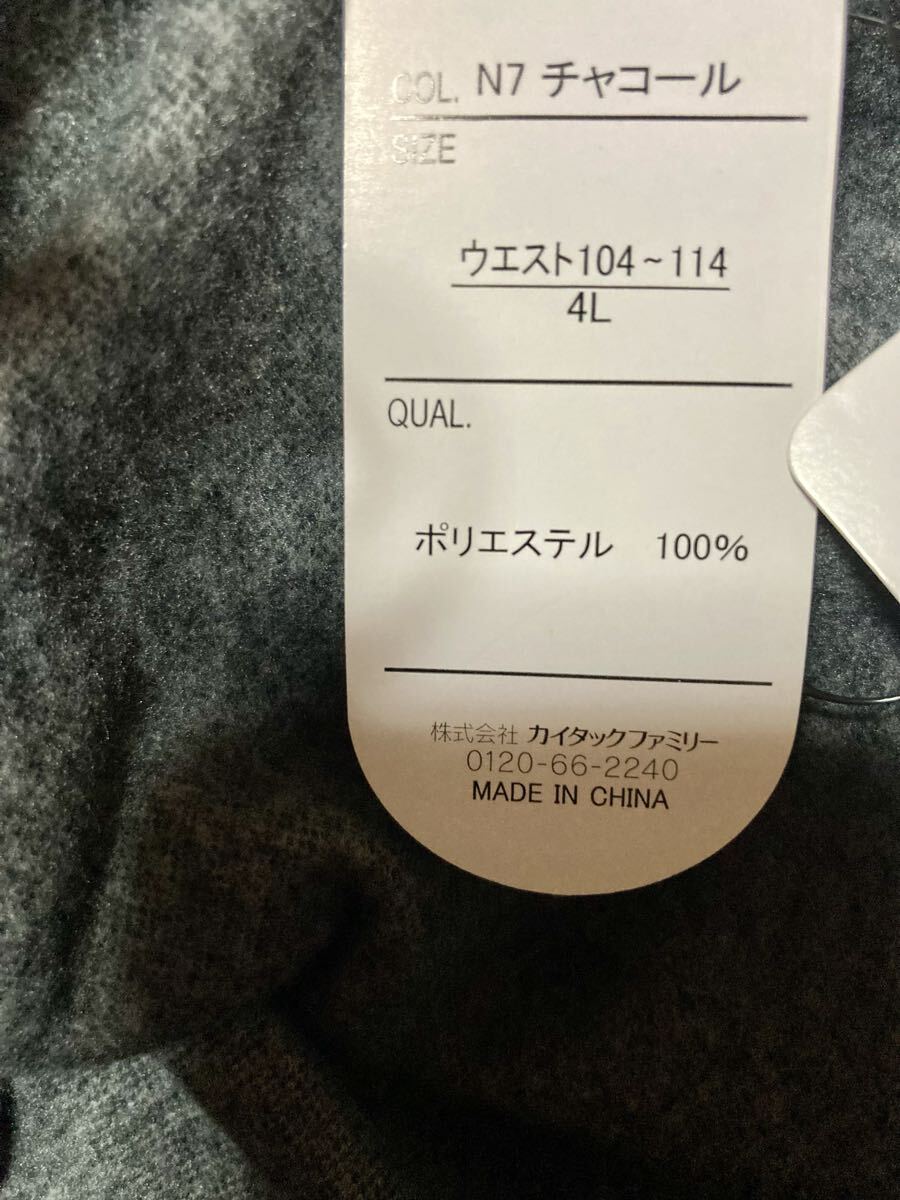 COL. N7 チャコール
SIZE
ウエスト104~114
4L
QUAL.
ポリエステル 100%
株式会社 カイタックファミリー
0120-66-2240
MADE IN CHINA